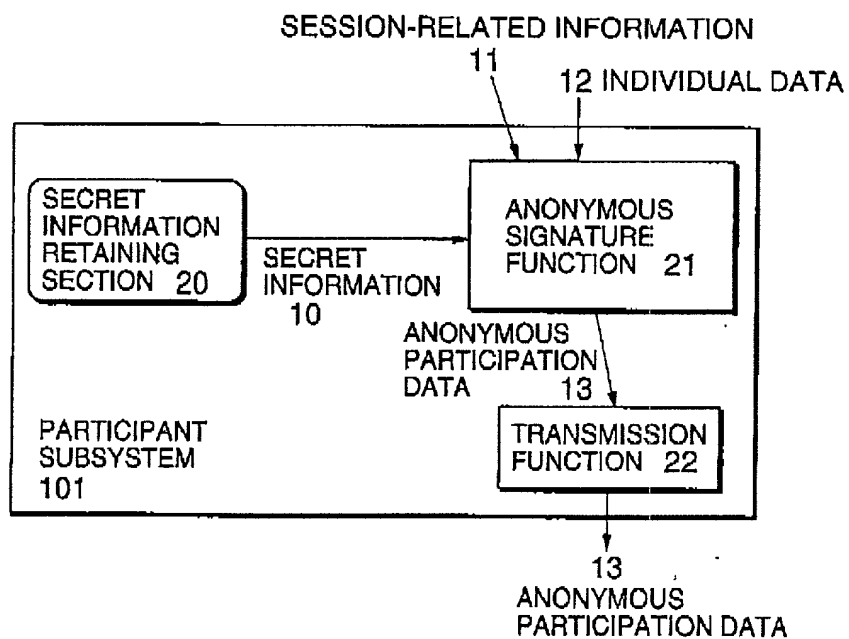 SESSION-RELATED INFORMATION
11
12 INDIVIDUAL DATA
SECRET
INFORMATION
RETAINING
SECTION 20
SECRET
INFORMATION
10
ANONYMOUS
SIGNATURE
FUNCTION 21
ANONYMOUS
PARTICIPATION
DATA 13
TRANSMISSION
FUNCTION 22
PARTICIPANT
SUBSYSTEM
101
13
ANONYMOUS
PARTICIPATION DATA